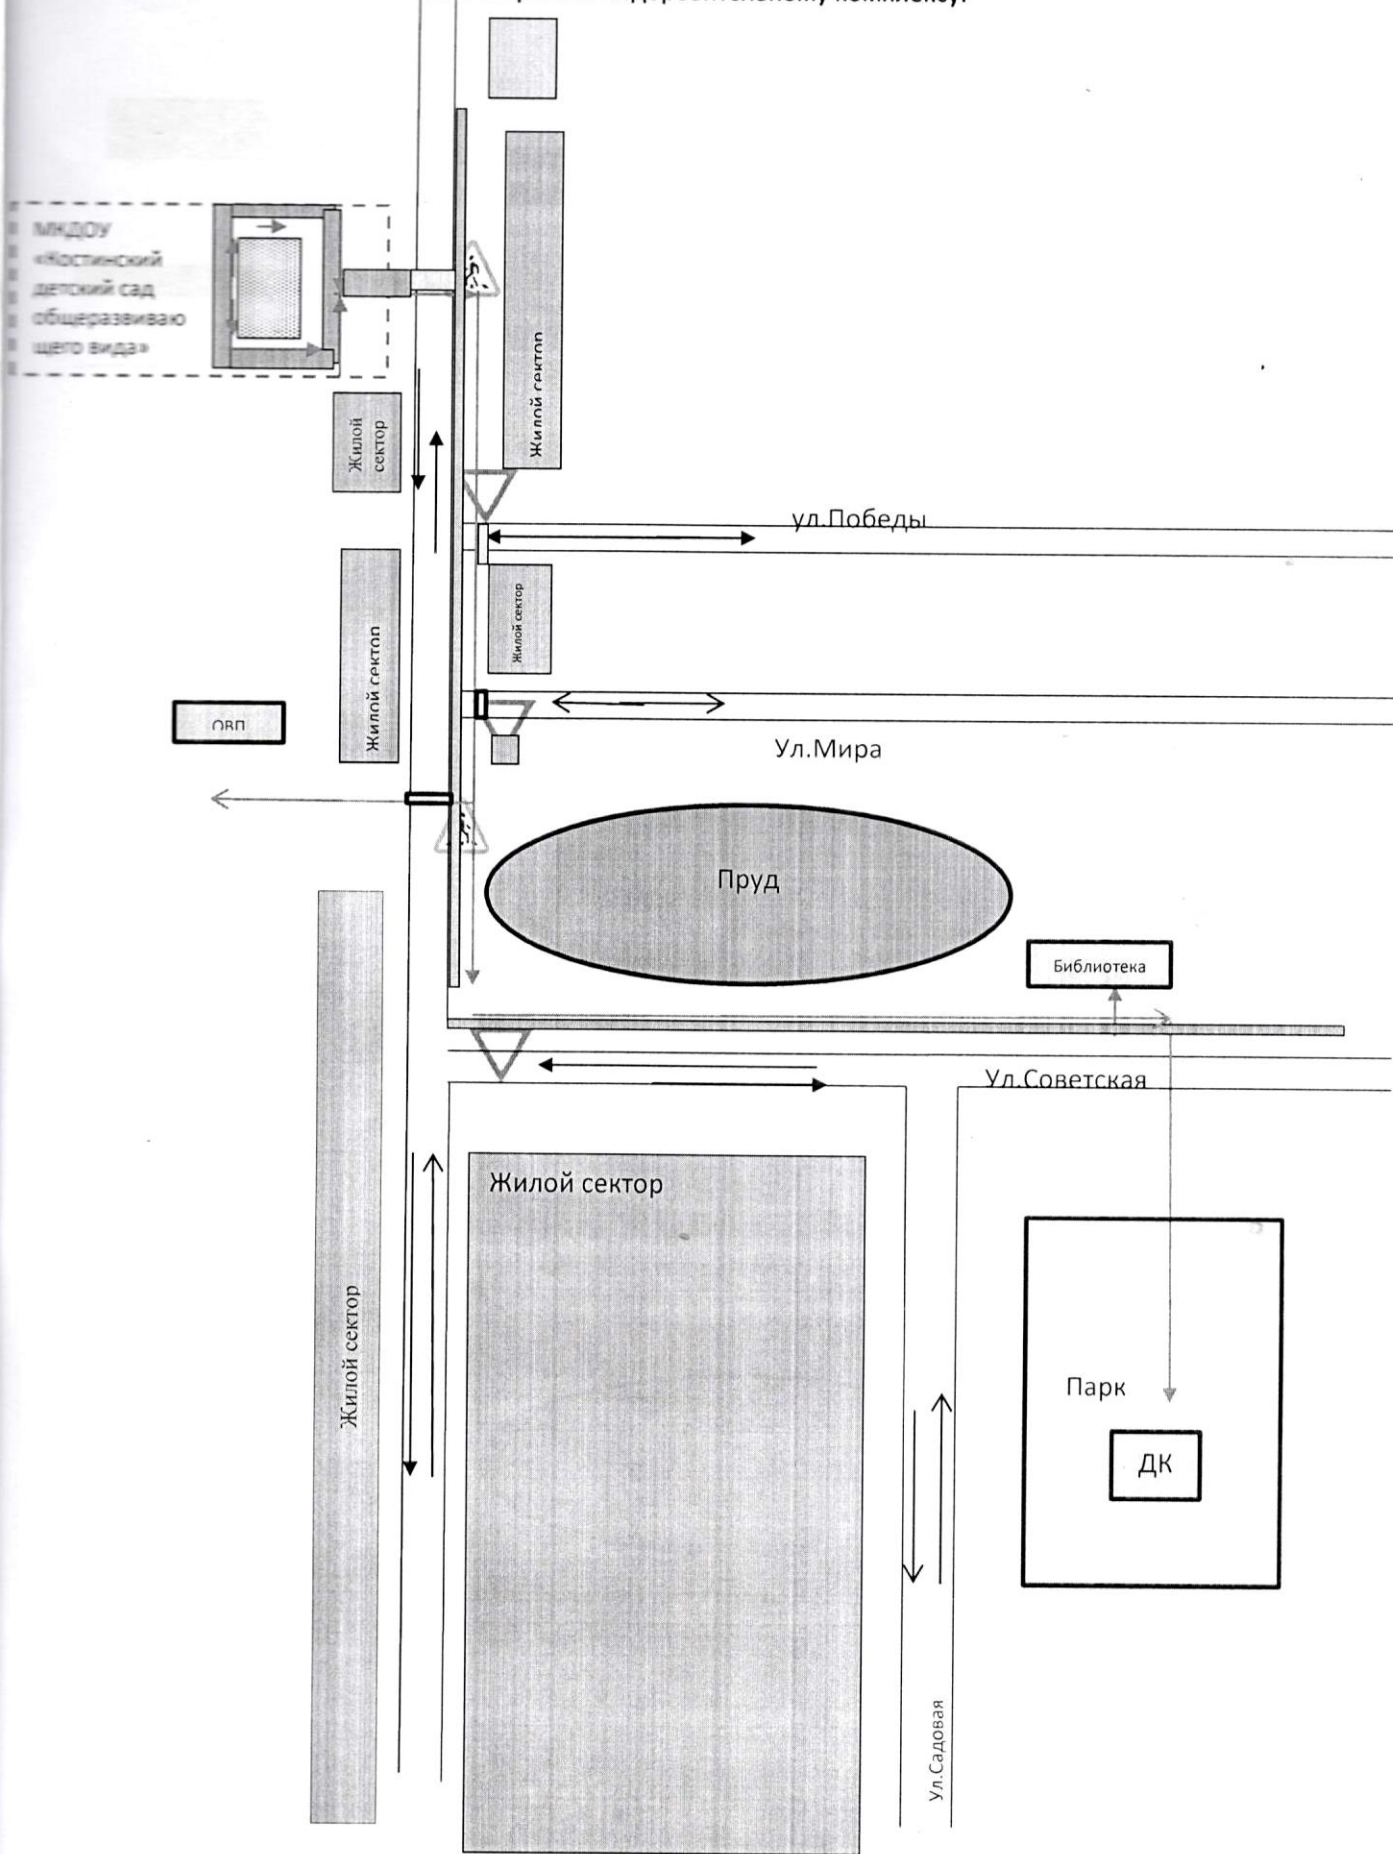 МКДОУ
«Костинский
детский сад
общеразвиваю
щего вида»
Жилой сектор
Жилой
сектор
ул.Победы
Жилой сектор
Жилой сектор
ОВП
Ул.Мира
Пруд
Библиотека
Ул.Советская
Жилой сектор
Жилой сектор
Парк
ДК
Ул.Садовая